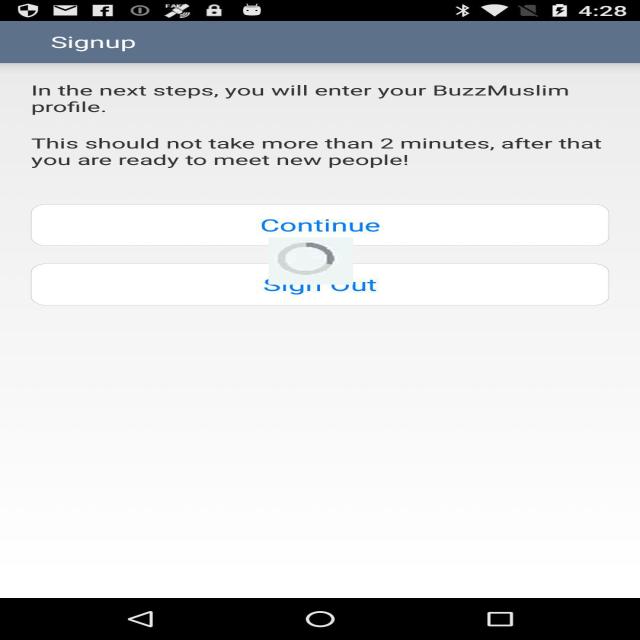 4:28
Signup
In the next steps, you will enter your BuzzMuslim
profile.
This should not take more than 2 minutes, after that
you are ready to meet new people!
Continue
Sign Out